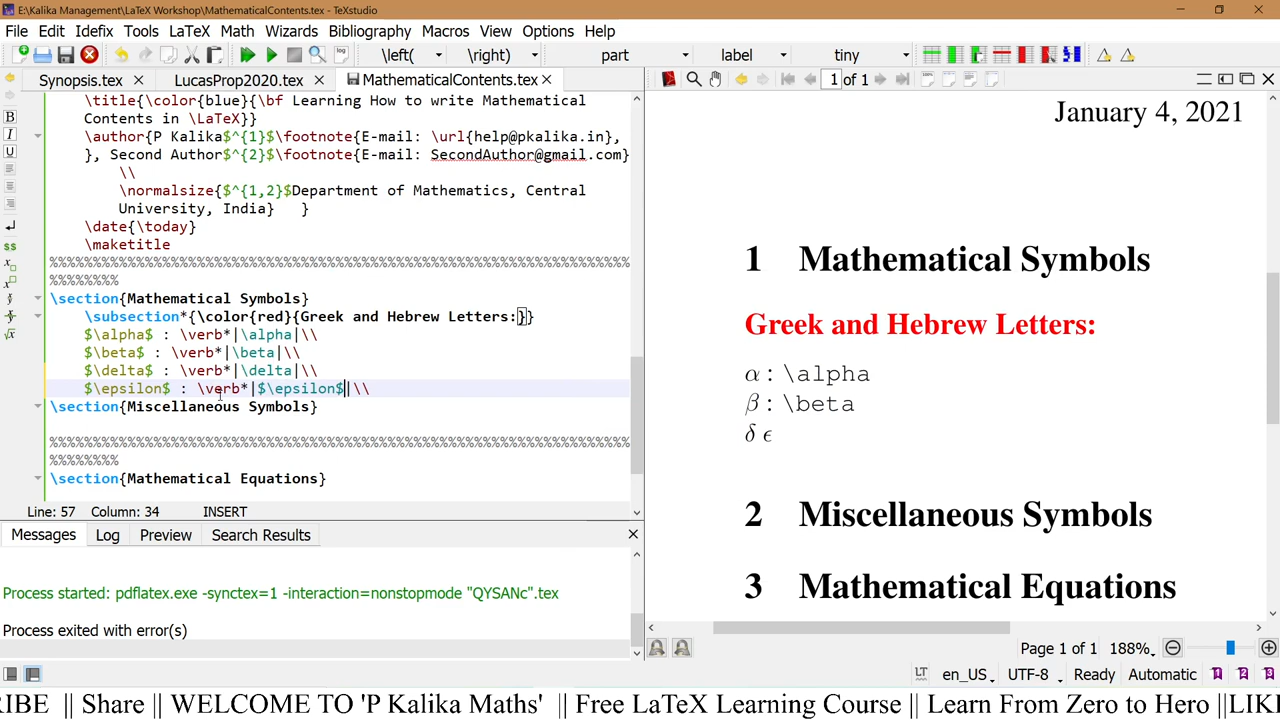 E:\Kalika Management\LaTeX Workshop\MathematicalContents.tex - TeXstudio
File Edit Idefix Tools LaTeX Math Wizards Bibliography Macros View Options Help
\left( \right) part label tiny
Synopsis.tex LucasProp2020.tex MathematicalContents.tex
1 of 1
\title{\color{blue}{\bf Learning How to write Mathematical
Contents in \LaTeX}}
\author{P Kalika$^{1}$\footnote{E-mail: \url{help@pkalika.in},
}, Second Author$^{2}$\footnote{E-mail: SecondAuthor@gmail.com}
\\
\normalsize{$^{1,2}$Department of Mathematics, Central
University, India} }
\date{\today}
\maketitle
%%%%%%%%%%%%%%%%%%%%%%%%%%%%%%%%%%%%%%%%%%%%%%%%%%%%%%%%%%%%%%%%%%%
%%%%%%%%
\section{Mathematical Symbols}
\subsection*{\color{red}{Greek and Hebrew Letters:}}
$\alpha$ : \verb*|\alpha|\\
$\beta$ : \verb*|\beta|\\
$\delta$ : \verb*|\delta|\\
$\epsilon$ : \verb*|$\epsilon$|\\
\section{Miscellaneous Symbols}
%%%%%%%%%%%%%%%%%%%%%%%%%%%%%%%%%%%%%%%%%%%%%%%%%%%%%%%%%%%%%%%%%%%
%%%%%%%%
\section{Mathematical Equations}
Line: 57 Column: 34 INSERT
Messages Log Preview Search Results
Process started: pdflatex.exe -synctex=1 -interaction=nonstopmode "QYSANc".tex
Process exited with error(s)
January 4, 2021
1 Mathematical Symbols
Greek and Hebrew Letters:
α : \alpha
β : \beta
δ ϵ
2 Miscellaneous Symbols
3 Mathematical Equations
Page 1 of 1 188%
en_US UTF-8 Ready Automatic
RIBE || Share || WELCOME TO 'P Kalika Maths' || Free LaTeX Learning Course || Learn From Zero to Hero ||LIKE